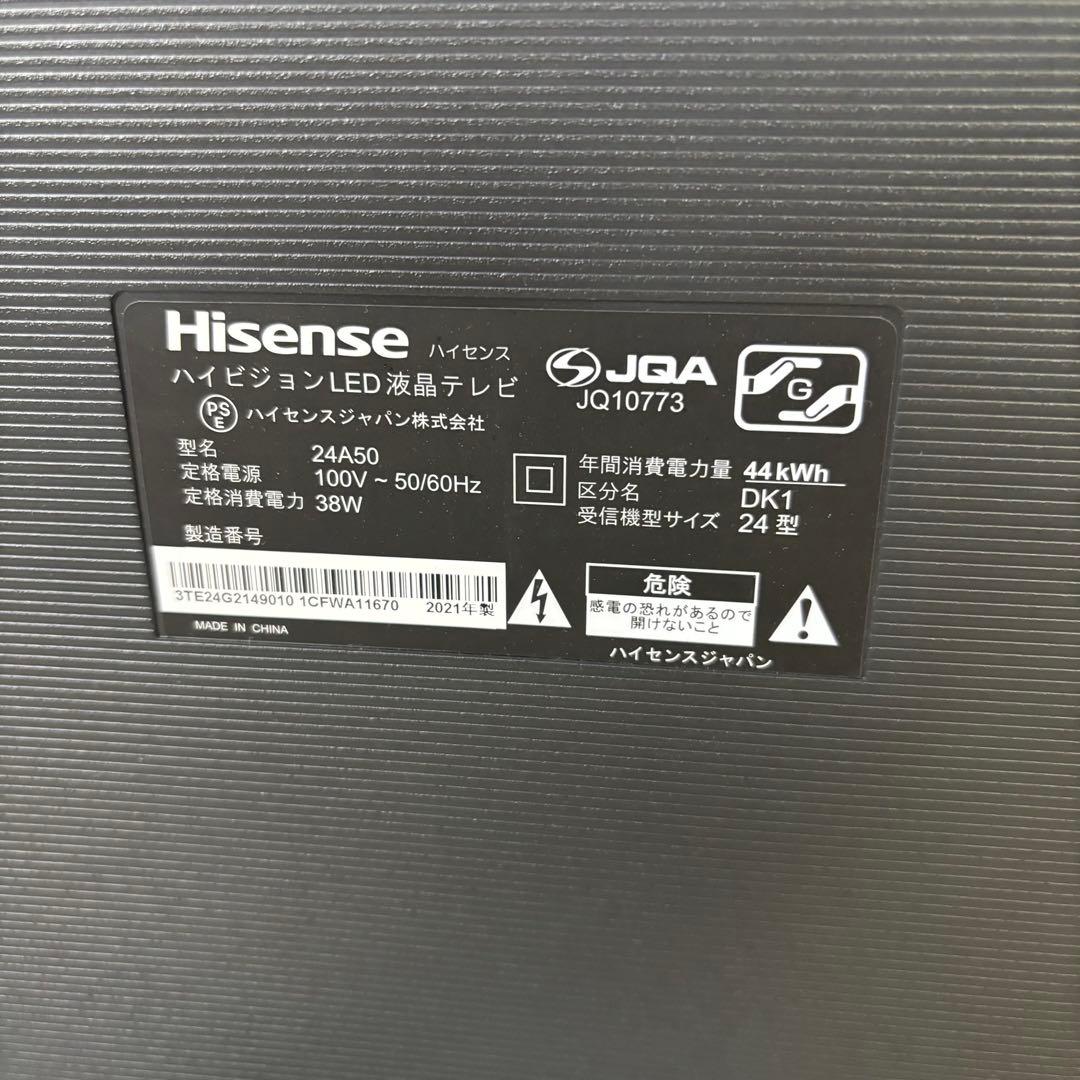 Hisense ハイセンス
ハイビジョンLED液晶テレビ
PSE ハイセンスジャパン株式会社
JQA
JQ10773
G
型名 24A50
定格電源 100V ~ 50/60Hz
定格消費電力 38W
年間消費電力量 44kWh
区分名 DK1
受信機型サイズ 24型
製造番号
3TE24G2149010 1CFWA11670 2021年製
MADE IN CHINA
危険
感電の恐れがあるので
開けないこと
ハイセンスジャパン